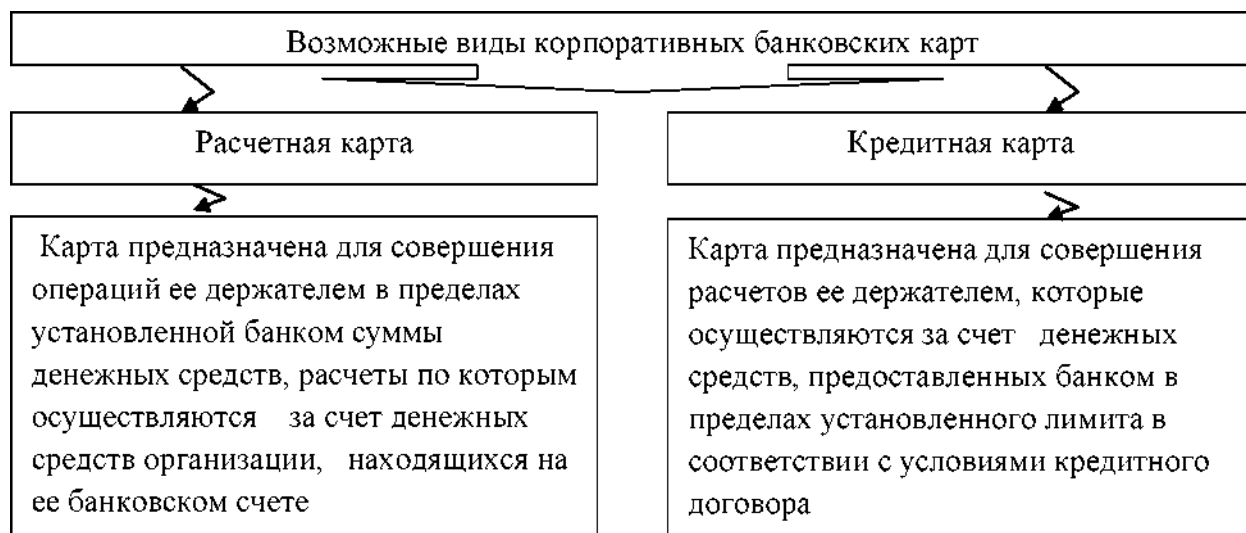 Возможные виды корпоративных банковских карт
Расчетная карта
Карта предназначена для совершения
операций ее держателем в пределах
установленной банком суммы
денежных средств, расчеты по которым
осуществляются за счет денежных
средств организации, находящихся на
ее банковском счете
Кредитная карта
Карта предназначена для совершения
расчетов ее держателем, которые
осуществляются за счет денежных
средств, предоставленных банком в
пределах установленного лимита в
соответствии с условиями кредитного
договора